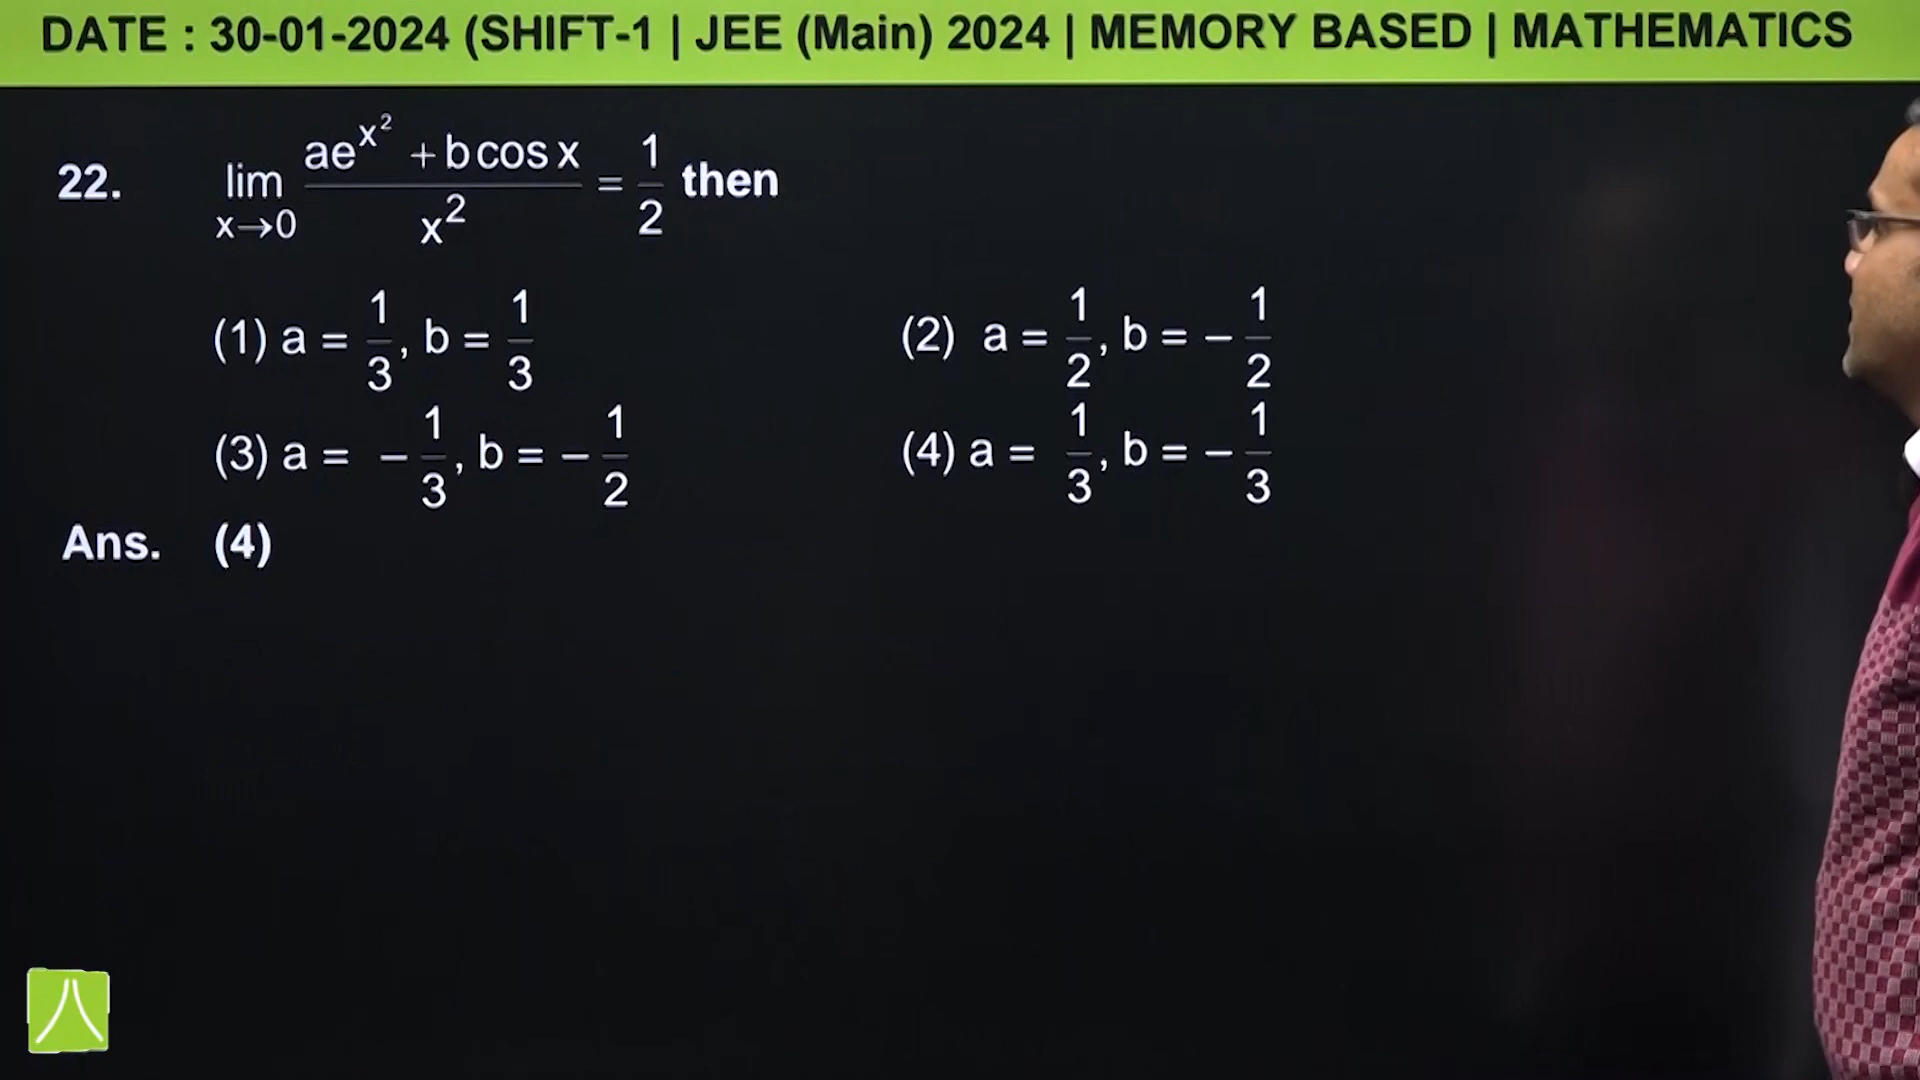 DATE : 30-01-2024 (SHIFT-1 | JEE (Main) 2024 | MEMORY BASED | MATHEMATICS
22. lim x→0 (ae^x^2 + b cos x)/x^2 = 1/2 then
(1) a = 1/3, b = 1/3 (2) a = 1/2, b = -1/2
(3) a = -1/3, b = -1/2 (4) a = 1/3, b = -1/3
Ans. (4)